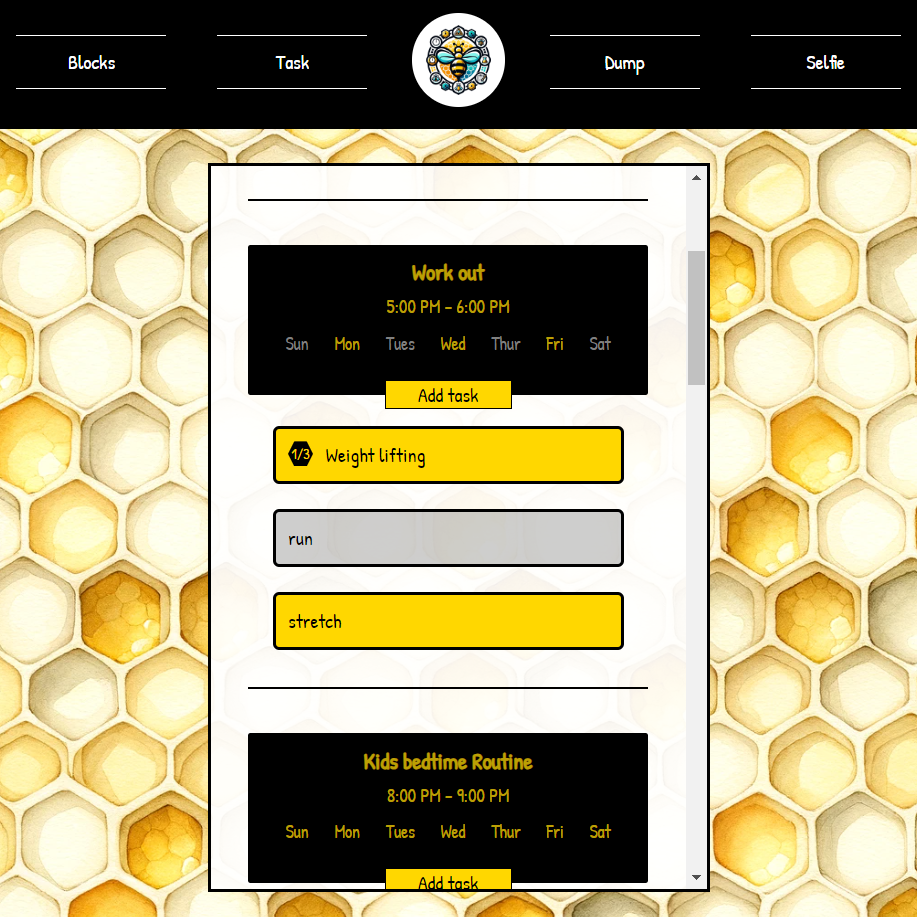 Blocks Task Dump Selfie
Work out
5:00 PM - 6:00 PM
Sun Mon Tues Wed Thur Fri Sat
Add task
1/3 Weight lifting
run
stretch
Kids bedtime Routine
8:00 PM - 9:00 PM
Sun Mon Tues Wed Thur Fri Sat
Add task